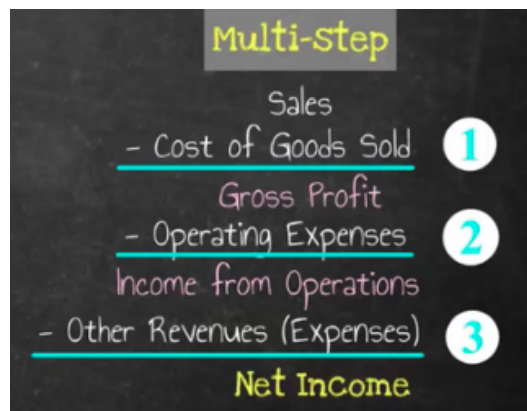 Multi-step
Sales
- Cost of Goods Sold
1
Gross Profit
- Operating Expenses
2
Income from Operations
- Other Revenues (Expenses)
3
Net Income